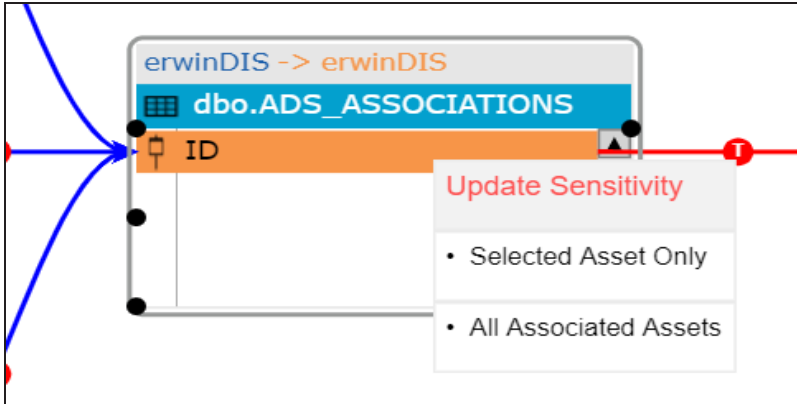 erwinDIS -> erwinDIS
dbo.ADS_ASSOCIATIONS
ID
T
Update Sensitivity
• Selected Asset Only
• All Associated Assets